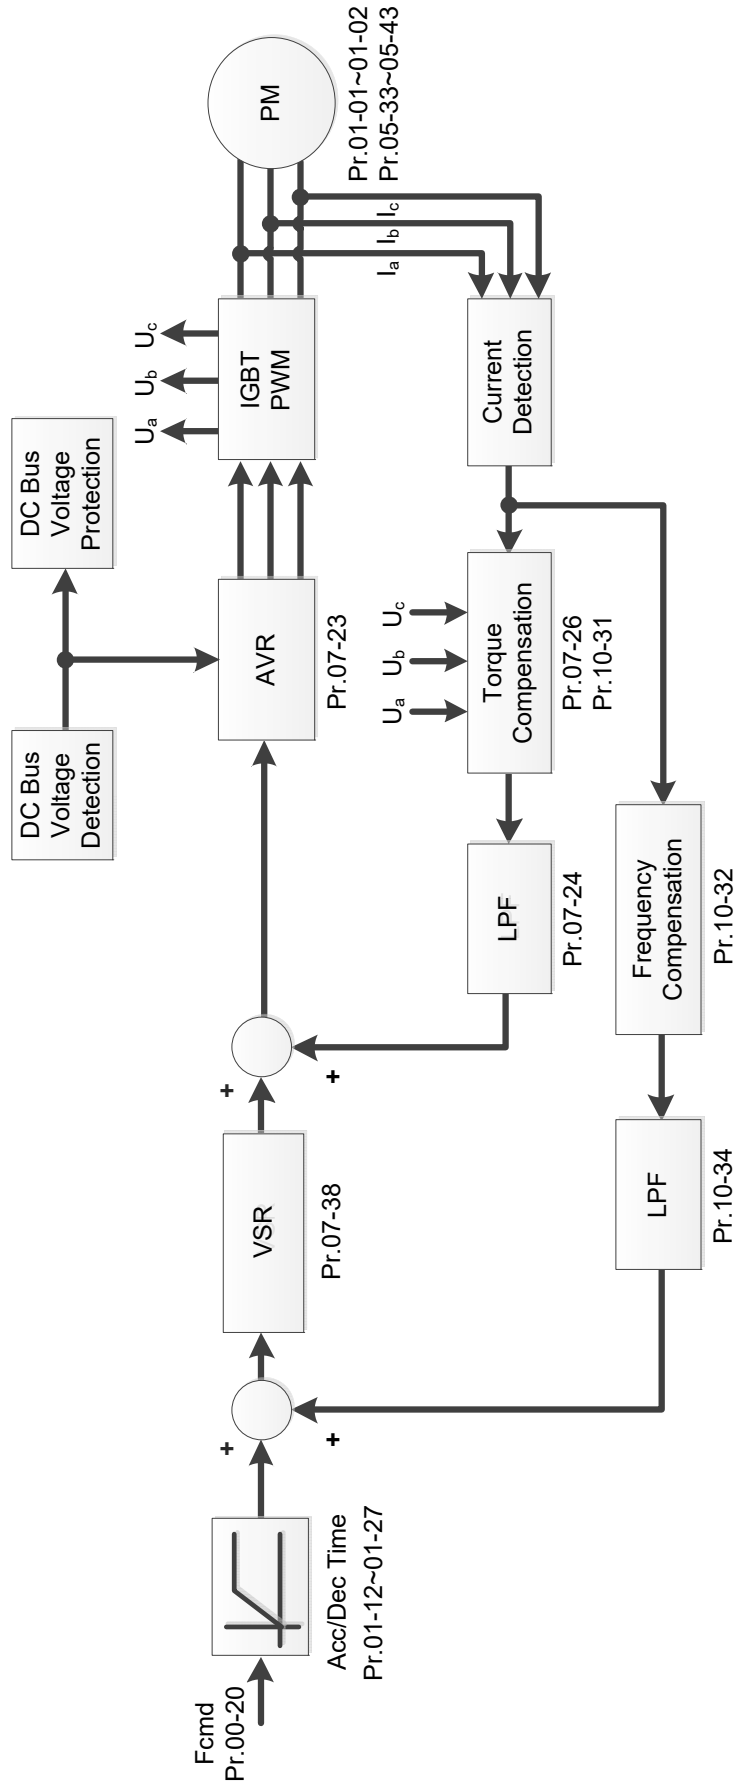 Fcmd
Pr.00-20
Acc/Dec Time
Pr.01-12~01-27
+
+
VSR
Pr.07-38
+
+
DC Bus
Voltage
Detection
DC Bus
Voltage
Protection
AVR
Pr.07-23
Ua
Ub
Uc
IGBT
PWM
PM
Pr.01-01~01-02
Pr.05-33~05-43
Ia
Ib
Ic
Current
Detection
Ua
Ub
Uc
Torque
Compensation
Pr.07-26
Pr.10-31
LPF
Pr.07-24
Frequency
Compensation
Pr.10-32
LPF
Pr.10-34